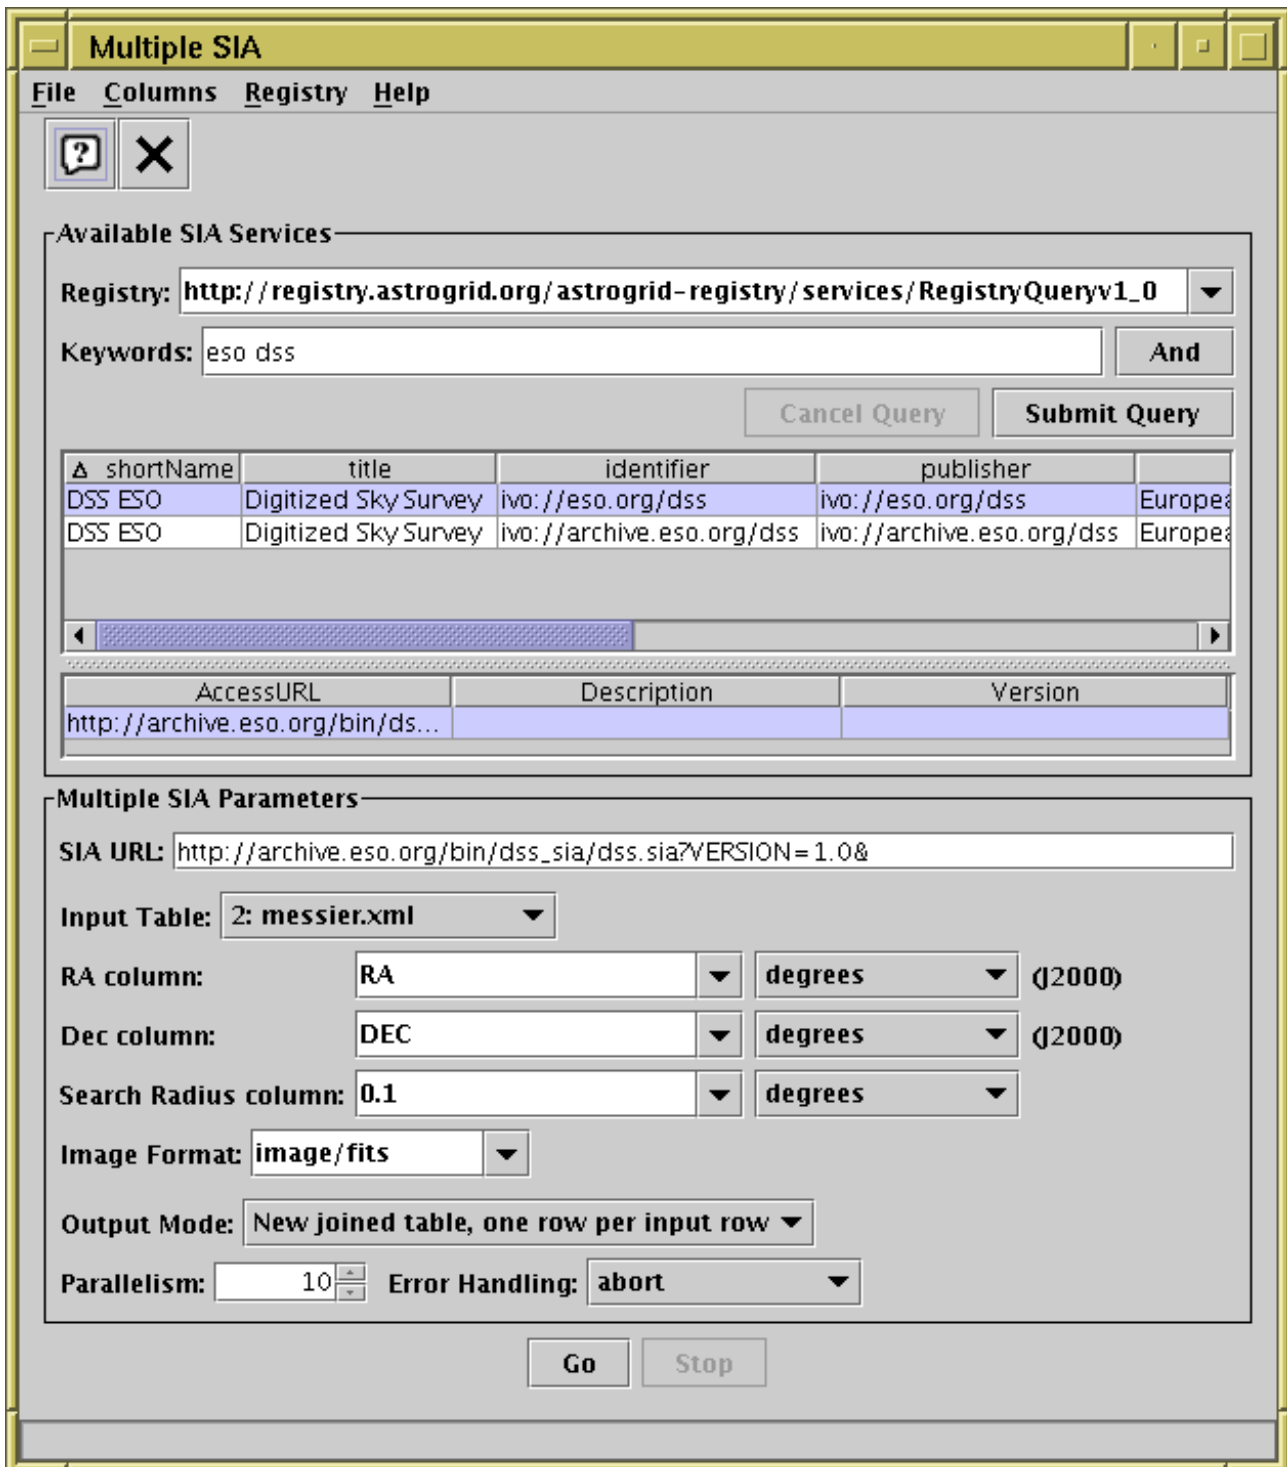 Multiple SIA
File Columns Registry Help
?
Available SIA Services
Registry: http://registry.astrogrid.org/astrogrid-registry/services/RegistryQueryv1_0
Keywords: eso dss And
Cancel Query Submit Query
Δ shortName title identifier publisher
DSS ESO Digitized Sky Survey ivo://eso.org/dss ivo://eso.org/dss Europea
DSS ESO Digitized Sky Survey ivo://archive.eso.org/dss ivo://archive.eso.org/dss Europea
AccessURL Description Version
http://archive.eso.org/bin/ds...
Multiple SIA Parameters
SIA URL: http://archive.eso.org/bin/dss_sia/dss.sia?VERSION=1.0&
Input Table: 2: messier.xml
RA column: RA degrees (J2000)
Dec column: DEC degrees (J2000)
Search Radius column: 0.1 degrees
Image Format: image/fits
Output Mode: New joined table, one row per input row
Parallelism: 10 Error Handling: abort
Go Stop